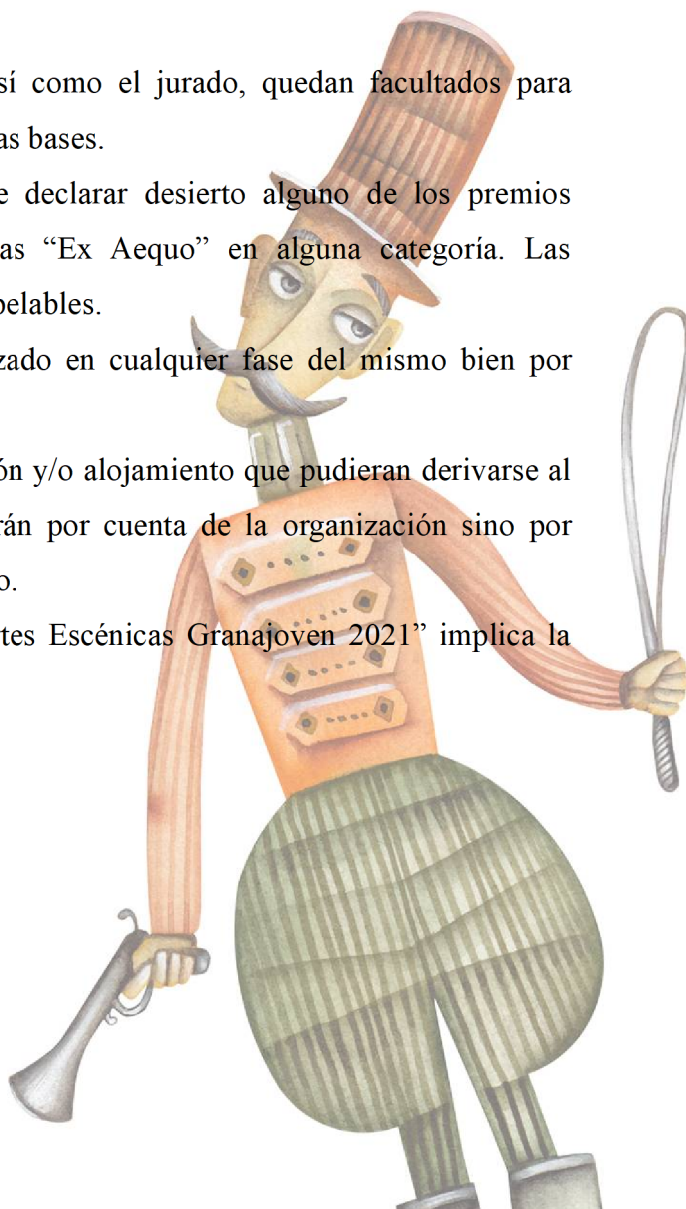 sí como el jurado, quedan facultados para
as bases.
e declarar desierto alguno de los premios
as “Ex Aequo” en alguna categoría. Las
pelables.
zado en cualquier fase del mismo bien por
ón y/o alojamiento que pudieran derivarse al
rán por cuenta de la organización sino por
o.
rtes Escénicas Granajoven 2021” implica la